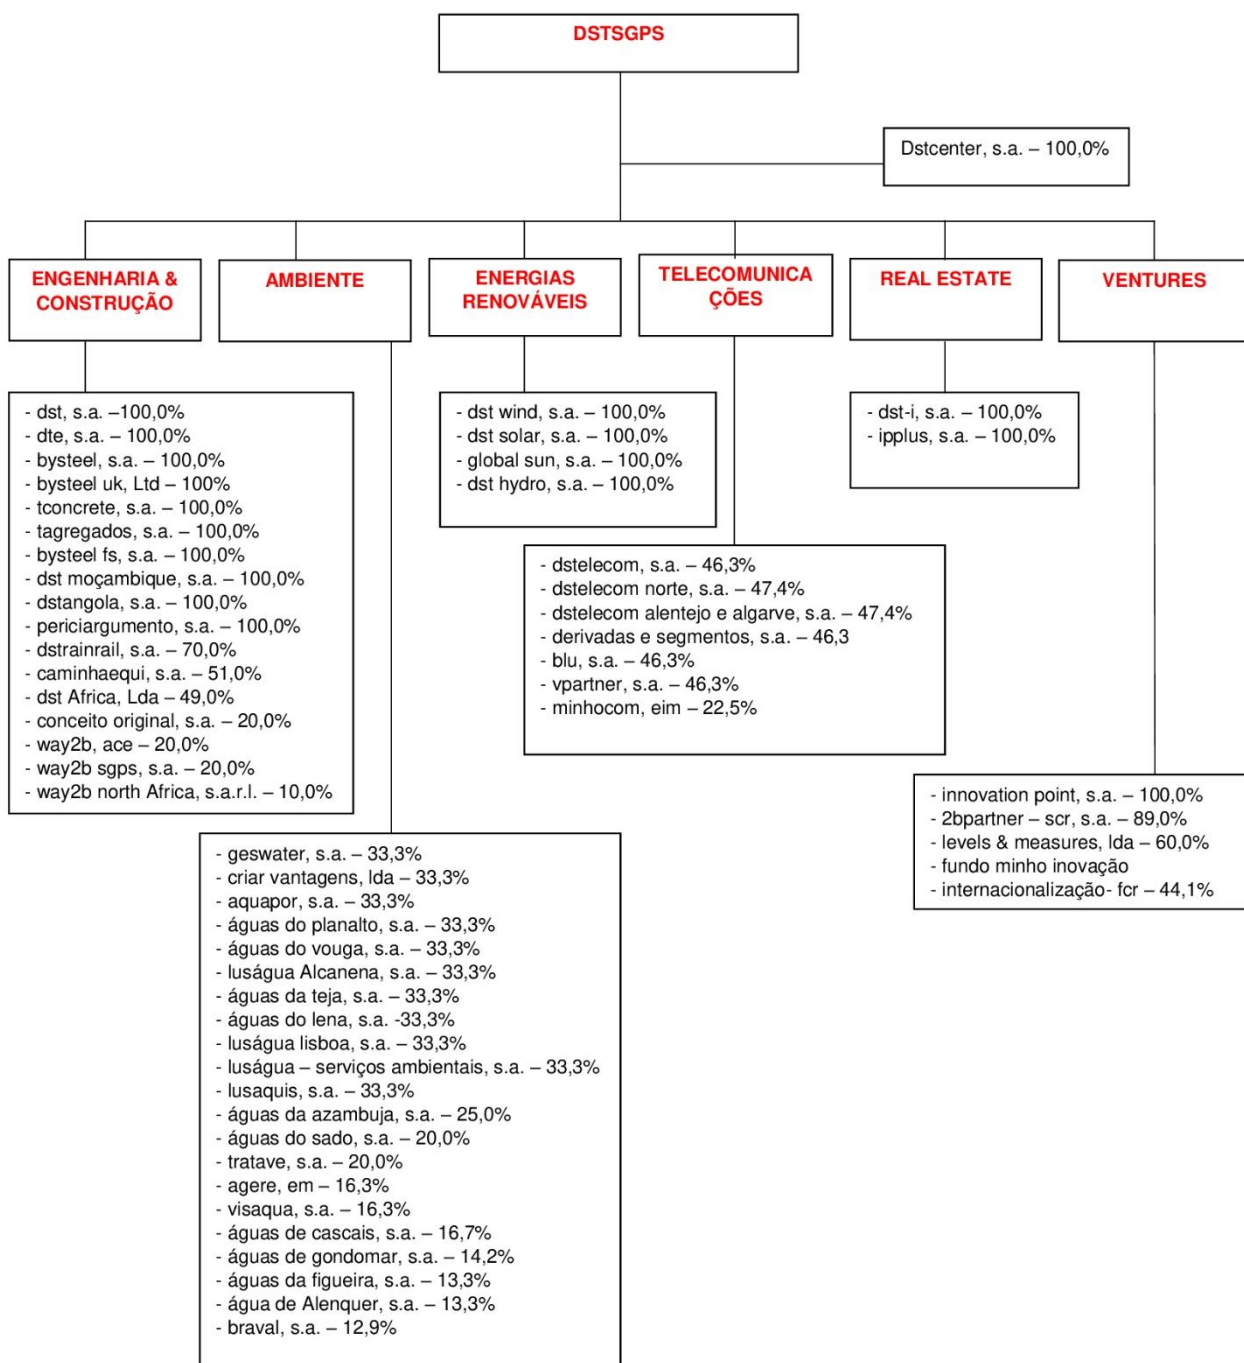 DSTSGPS
Dstcenter, s.a. – 100,0%
ENGENHARIA &
CONSTRUÇÃO
AMBIENTE
ENERGIAS
RENOVÁVEIS
TELECOMUNICA
ÇÕES
REAL ESTATE
VENTURES
- dst, s.a. –100,0%
- dte, s.a. – 100,0%
- bysteel, s.a. – 100,0%
- bysteel uk, Ltd – 100%
- tconcrete, s.a. – 100,0%
- tagregados, s.a. – 100,0%
- bysteel fs, s.a. – 100,0%
- dst moçambique, s.a. – 100,0%
- dstangola, s.a. – 100,0%
- periciargumento, s.a. – 100,0%
- dstrainrail, s.a. – 70,0%
- caminhaequi, s.a. – 51,0%
- dst Africa, Lda – 49,0%
- conceito original, s.a. – 20,0%
- way2b, ace – 20,0%
- way2b sgps, s.a. – 20,0%
- way2b north Africa, s.a.r.l. – 10,0%
- geswater, s.a. – 33,3%
- criar vantagens, lda – 33,3%
- aquapor, s.a. – 33,3%
- águas do planalto, s.a. – 33,3%
- águas do vouga, s.a. – 33,3%
- luságua Alcanena, s.a. – 33,3%
- águas da teja, s.a. – 33,3%
- águas do lena, s.a. -33,3%
- luságua lisboa, s.a. – 33,3%
- luságua – serviços ambientais, s.a. – 33,3%
- lusaquis, s.a. – 33,3%
- águas da azambuja, s.a. – 25,0%
- águas do sado, s.a. – 20,0%
- tratave, s.a. – 20,0%
- agere, em – 16,3%
- visaqua, s.a. – 16,3%
- águas de cascais, s.a. – 16,7%
- águas de gondomar, s.a. – 14,2%
- águas da figueira, s.a. – 13,3%
- água de Alenquer, s.a. – 13,3%
- braval, s.a. – 12,9%
- dst wind, s.a. – 100,0%
- dst solar, s.a. – 100,0%
- global sun, s.a. – 100,0%
- dst hydro, s.a. – 100,0%
- dstelecom, s.a. – 46,3%
- dstelecom norte, s.a. – 47,4%
- dstelecom alentejo e algarve, s.a. – 47,4%
- derivadas e segmentos, s.a. – 46,3
- blu, s.a. – 46,3%
- vpartner, s.a. – 46,3%
- minhocom, eim – 22,5%
- dst-i, s.a. – 100,0%
- ipplus, s.a. – 100,0%
- innovation point, s.a. – 100,0%
- 2bpartner – scr, s.a. – 89,0%
- levels & measures, lda – 60,0%
- fundo minho inovação
- internacionalização- fcr – 44,1%